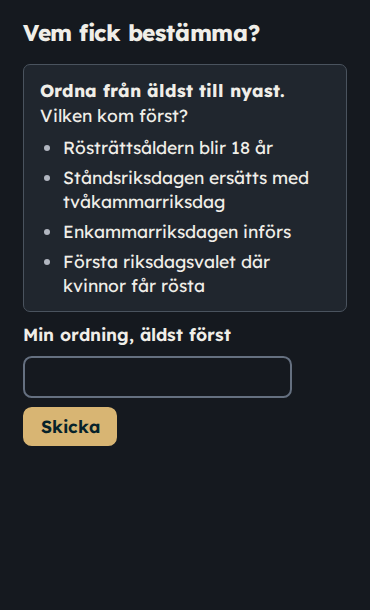 Vem fick bestämma?
Ordna från äldst till nyast.
Vilken kom först?
Rösträttsåldern blir 18 år
Ståndsriksdagen ersätts med
tvåkammarriksdag
Enkammarriksdagen införs
Första riksdagsvalet där
kvinnor får rösta
Min ordning, äldst först
Skicka